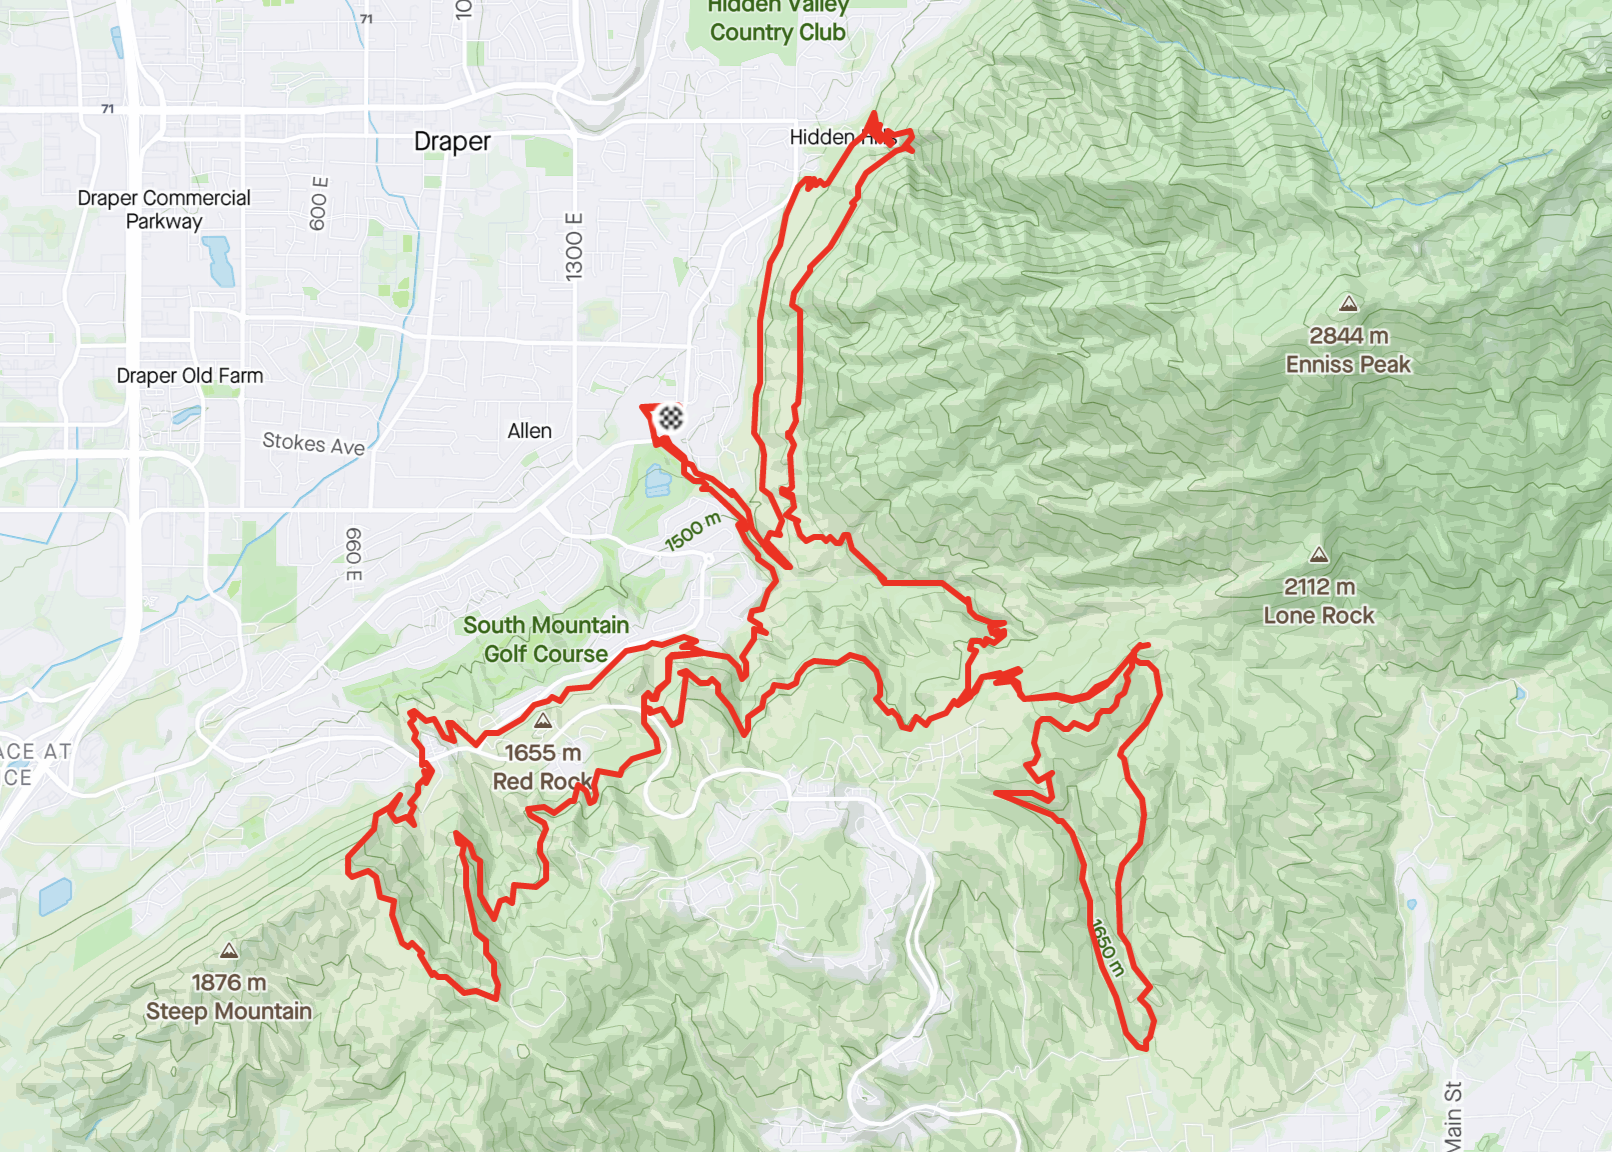 Hidden Valley
Country Club
10
71
71
Draper
Hidden Hills
Draper Commercial
Parkway
600 E
1300 E
2844 m
Enniss Peak
Draper Old Farm
Allen
Stokes Ave
1500 m
660 E
2112 m
Lone Rock
South Mountain
Golf Course
1655 m
Red Rock
ACE AT
CE
1650 m
1876 m
Steep Mountain
Main St